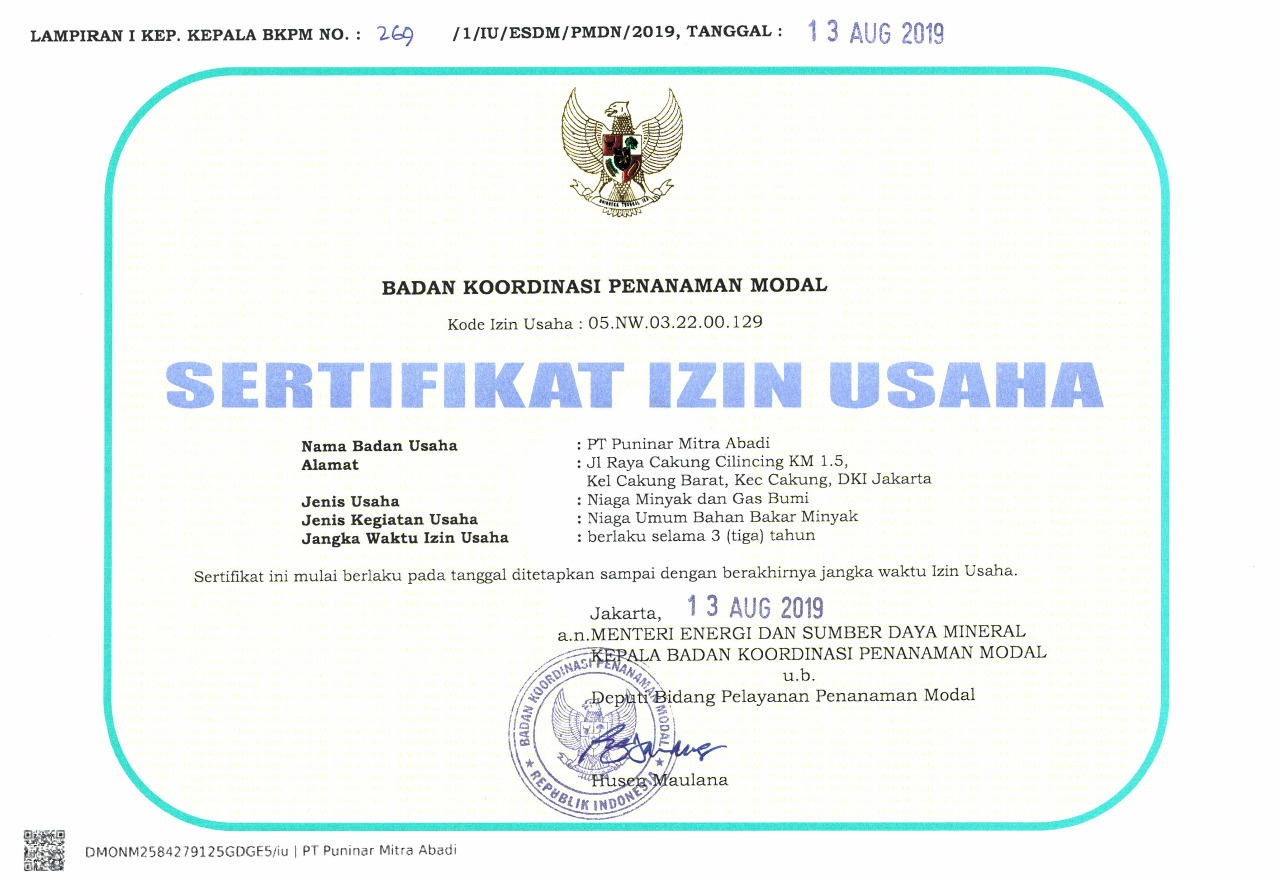 LAMPIRAN I KEP. KEPALA BKPM NO. : 269 /1/IU/ESDM/PMDN/2019, TANGGAL : 13 AUG 2019
BADAN KOORDINASI PENANAMAN MODAL
Kode Izin Usaha : 05.NW.03.22.00.129
SERTIFIKAT IZIN USAHA
Nama Badan Usaha : PT Puninar Mitra Abadi
Alamat : Jl Raya Cakung Cilincing KM 1.5,
Kel Cakung Barat, Kec Cakung, DKI Jakarta
Jenis Usaha : Niaga Minyak dan Gas Bumi
Jenis Kegiatan Usaha : Niaga Umum Bahan Bakar Minyak
Jangka Waktu Izin Usaha : berlaku selama 3 (tiga) tahun
Sertifikat ini mulai berlaku pada tanggal ditetapkan sampai dengan berakhirnya jangka waktu Izin Usaha.
Jakarta, 13 AUG 2019
a.n.MENTERI ENERGI DAN SUMBER DAYA MINERAL
KEPALA BADAN KOORDINASI PENANAMAN MODAL
u.b.
Deputi Bidang Pelayanan Penanaman Modal
BADAN KOORDINASI PENANAMAN MODAL
★ REPUBLIK INDONESIA ★
Husen Maulana
DMONM2584279125GDGE5/iu | PT Puninar Mitra Abadi